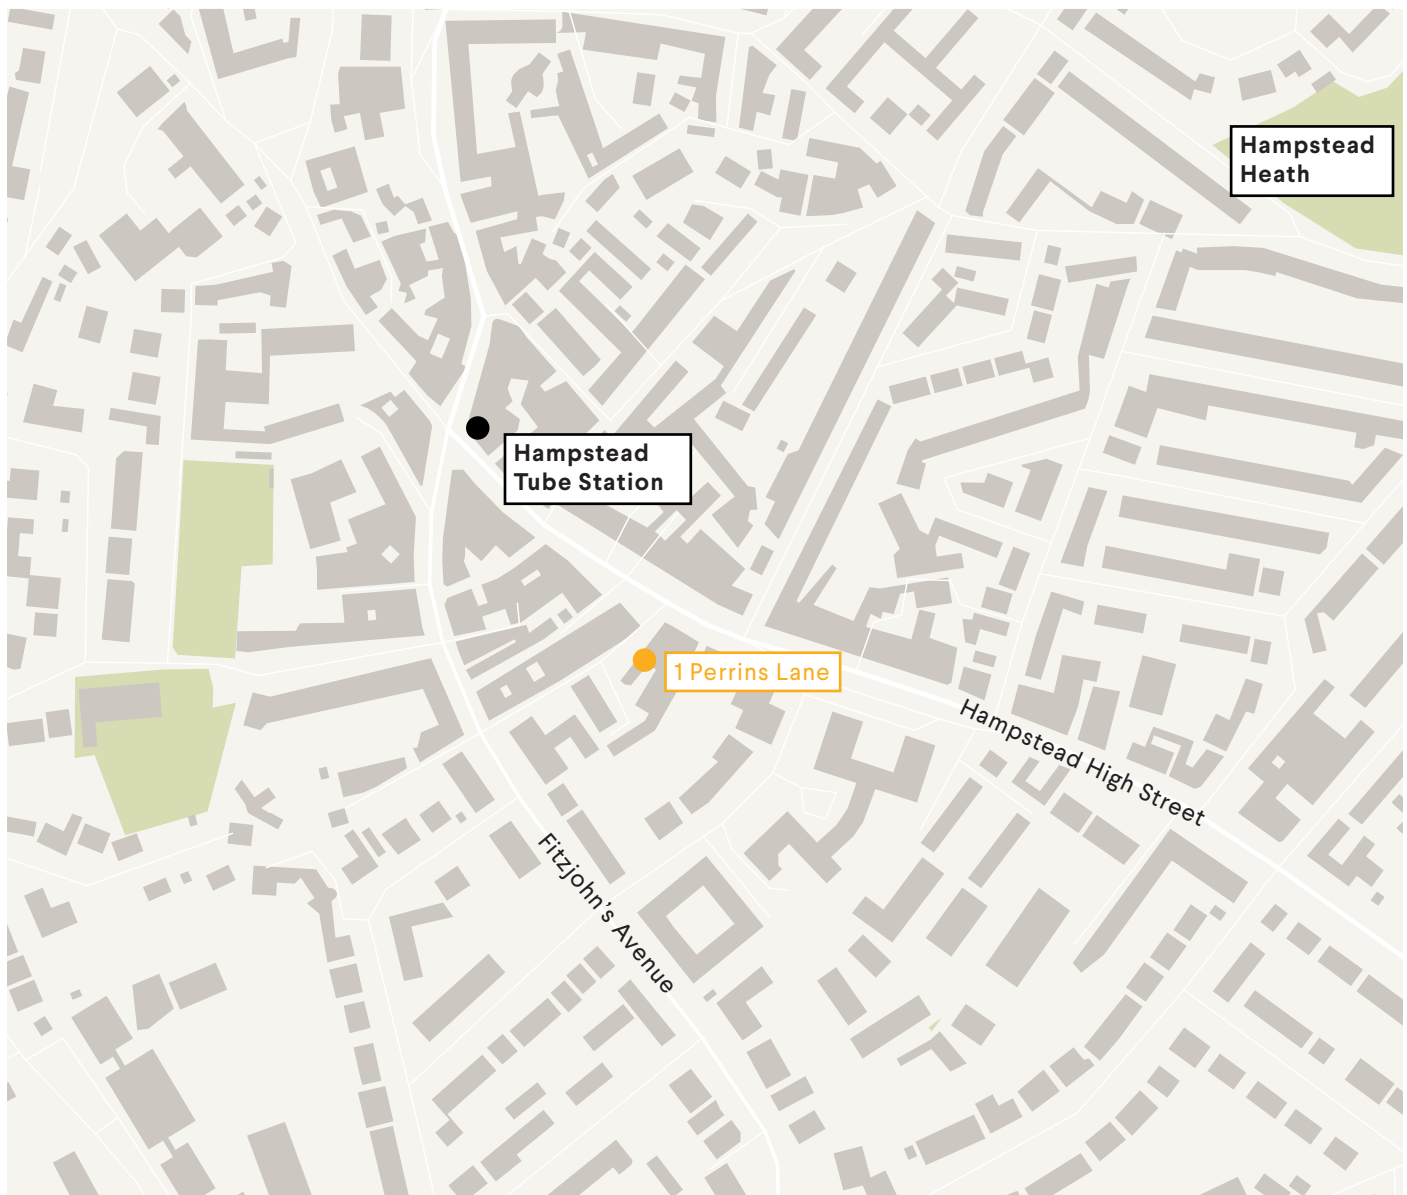 Hampstead
Heath
Hampstead
Tube Station
1 Perrins Lane
Hampstead High Street
Fitzjohn’s Avenue